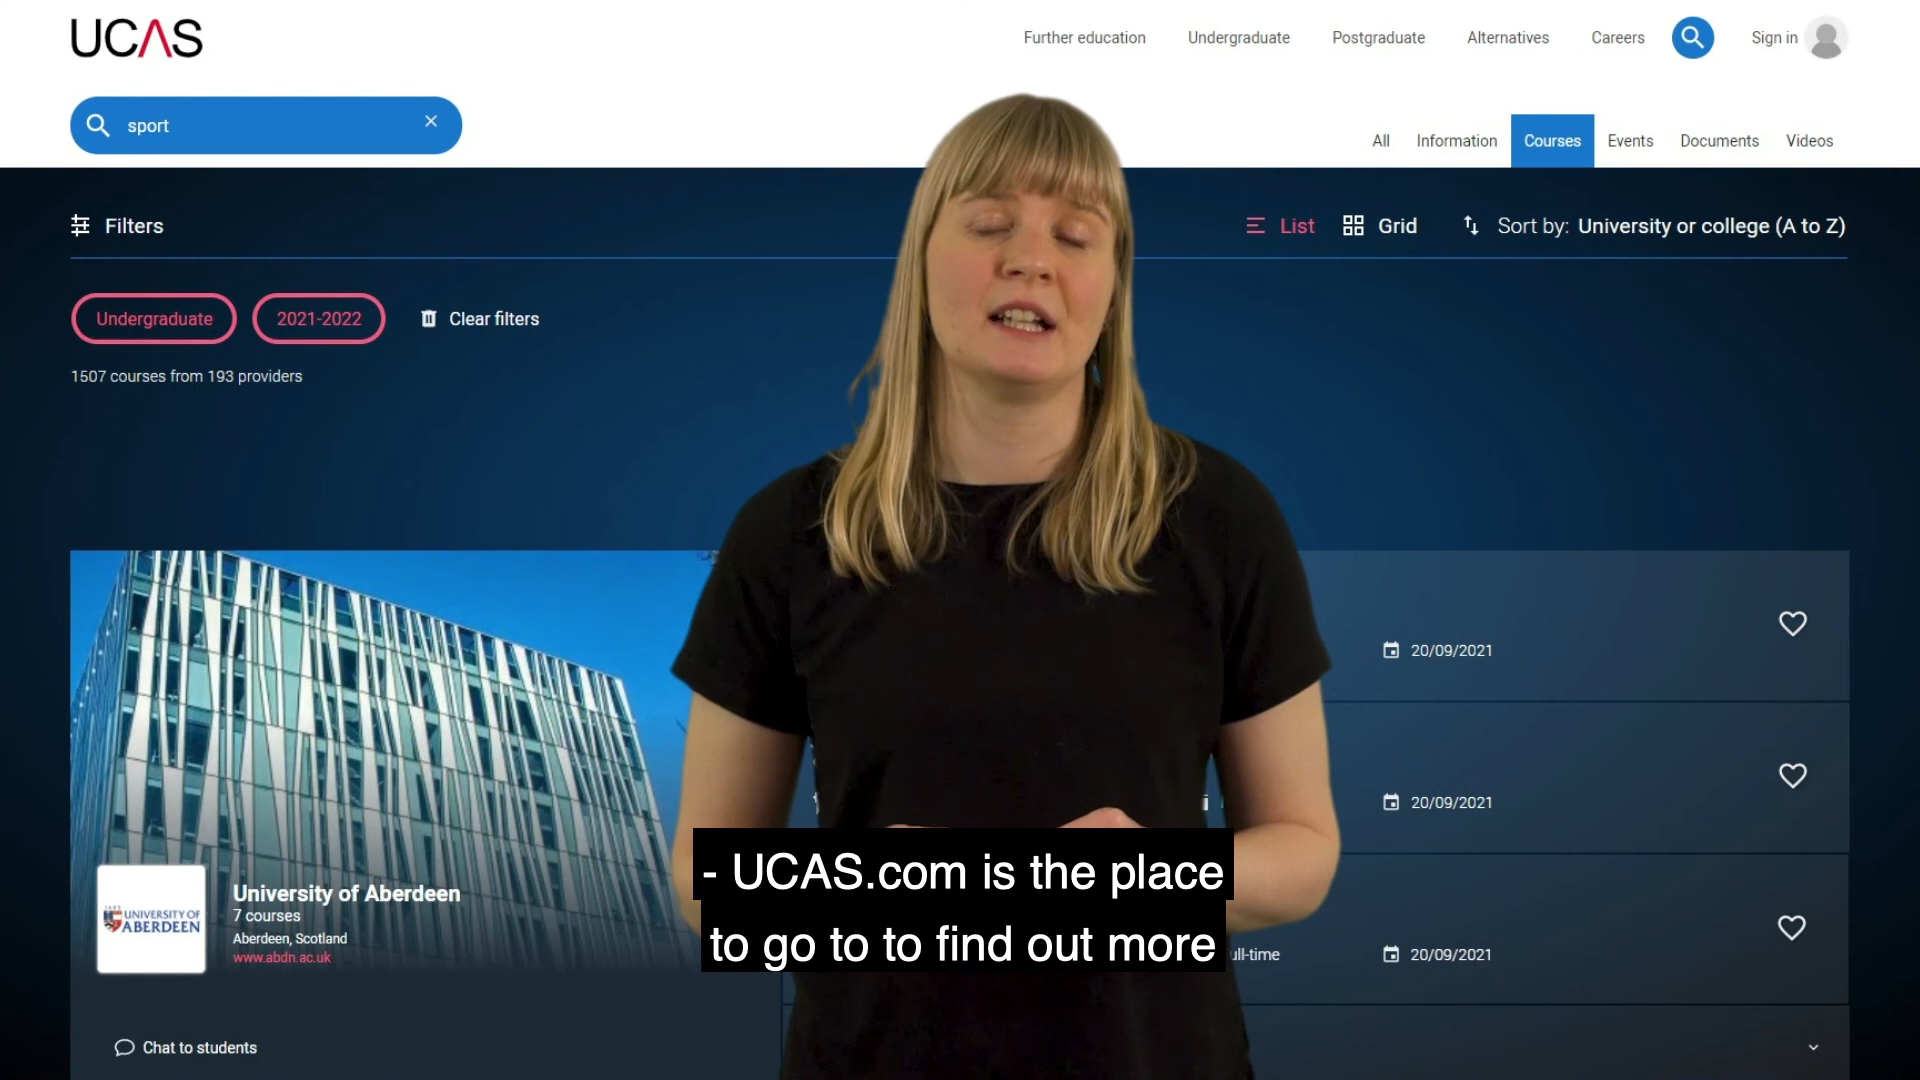 UCAS
Further education
Undergraduate
Postgraduate
Alternatives
Careers
Sign in
sport
All
Information
Courses
Events
Documents
Videos
Filters
List
Grid
Sort by: University or college (A to Z)
Undergraduate
2021-2022
Clear filters
1507 courses from 193 providers
20/09/2021
20/09/2021
UNIVERSITY OF
ABERDEEN
University of Aberdeen
7 courses
Aberdeen, Scotland
www.abdn.ac.uk
- UCAS.com is the place
to go to to find out more
20/09/2021
Chat to students